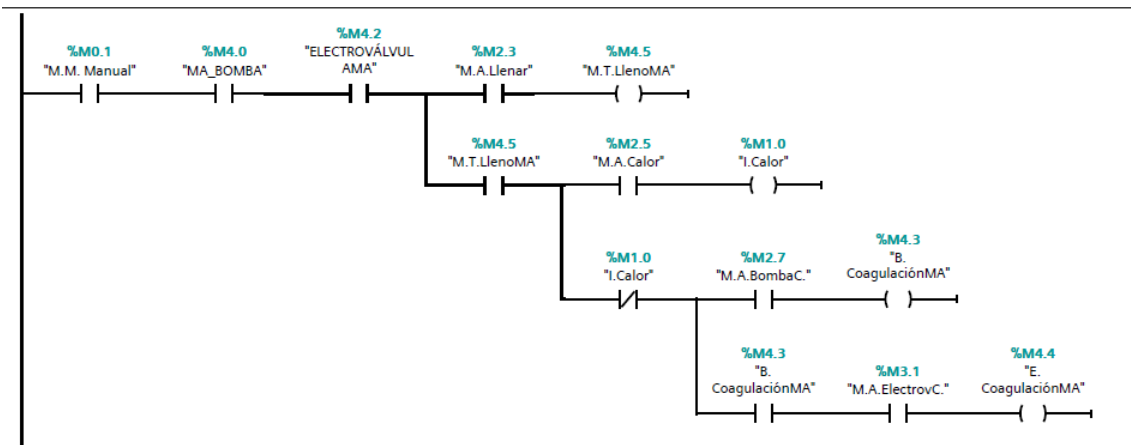 %M4.2
%M0.1 %M4.0 "ELECTROVÁLVUL %M2.3 %M4.5
"M.M. Manual" "MA_BOMBA" AMA" "M.A.Llenar" "M.T.LlenoMA"
%M4.5 %M2.5 %M1.0
"M.T.LlenoMA" "M.A.Calor" "I.Calor"
%M4.3
%M1.0 %M2.7 "B.
"I.Calor" "M.A.BombaC." CoagulaciónMA"
%M4.3 %M4.4
"B. %M3.1 "E.
CoagulaciónMA" "M.A.ElectrovC." CoagulaciónMA"